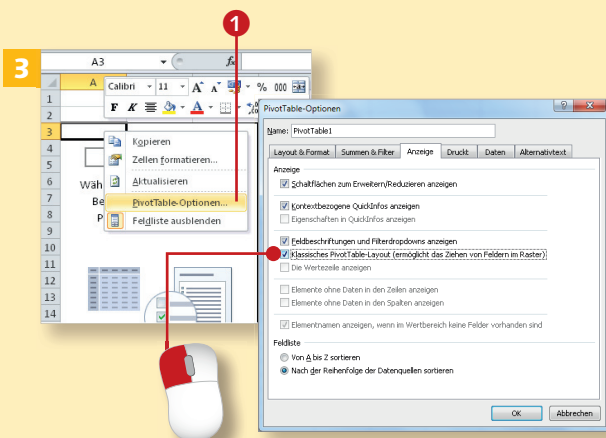 1
3
A3
fx
A
Calibri 11 A A % 000
F K
1
2
3
4
5
6
7
8
9
10
11
12
13
14
Kopieren
Zellen formatieren...
Aktualisieren
PivotTable-Optionen...
Feldliste ausblenden
Wäh
Be
P
PivotTable-Optionen
Name: PivotTable1
Layout & Format Summen & Filter Anzeige Druckt Daten Alternativtext
Anzeige
Schaltflächen zum Erweitern/Reduzieren anzeigen
Kontextbezogene QuickInfos anzeigen
Eigenschaften in QuickInfos anzeigen
Feldbeschriftungen und Filterdropdowns anzeigen
Klassisches PivotTable-Layout (ermöglicht das Ziehen von Feldern im Raster)
Die Wertezeile anzeigen
Elemente ohne Daten in den Zeilen anzeigen
Elemente ohne Daten in den Spalten anzeigen
Elementnamen anzeigen, wenn im Wertbereich keine Felder vorhanden sind
Feldliste
Von A bis Z sortieren
Nach der Reihenfolge der Datenquellen sortieren
OK Abbrechen